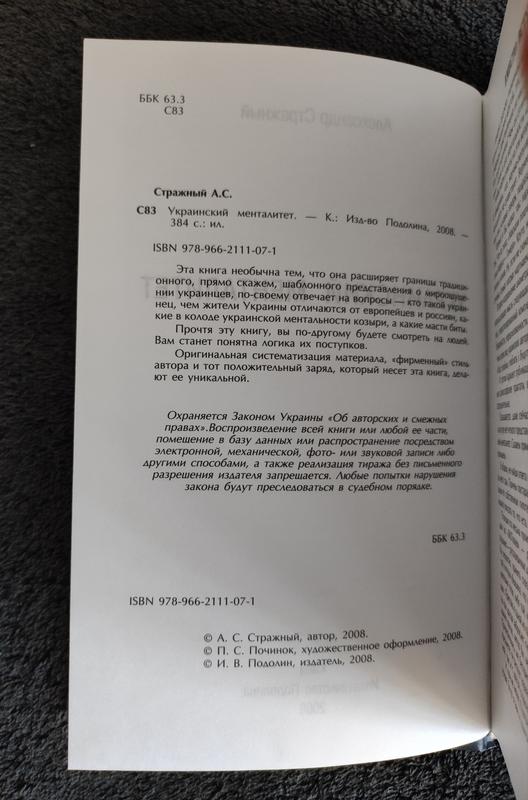 ББК 63.3
С83
Александр Стражный
Стражный А.С.
С83 Украинский менталитет. — К.: Изд-во Подолина, 2008. –
384 с.: ил.
ISBN 978-966-2111-07-1
Эта книга необычна тем, что она расширяет границы традици-
онного, прямо скажем, шаблонного представления о мироощуще-
нии украинцев, по-своему отвечает на вопросы — кто такой украи-
нец, чем жители Украины отличаются от европейцев и россиян, ка-
кие в колоде украинской ментальности козыри, а какие масти биты.
Прочтя эту книгу, вы по-другому будете смотреть на людей.
Вам станет понятна логика их поступков.
Оригинальная систематизация материала, «фирменный» стиль
автора и тот положительный заряд, который несет эта книга, дела-
ют ее уникальной.
Охраняется Законом Украины «Об авторских и смежных
правах».Воспроизведение всей книги или любой ее части,
помещение в базу данных или распространение посредством
электронной, механической, фото- или звуковой записи либо
другими способами, а также реализация тиража без письменного
разрешения издателя запрещается. Любые попытки нарушения
закона будут преследоваться в судебном порядке.
ББК 63.3
ISBN 978-966-2111-07-1
© А. С. Стражный, автор, 2008.
© П. С. Починок, художественное оформление, 2008.
© И. В. Подолин, издатель, 2008.
Издательство Подолина
2008